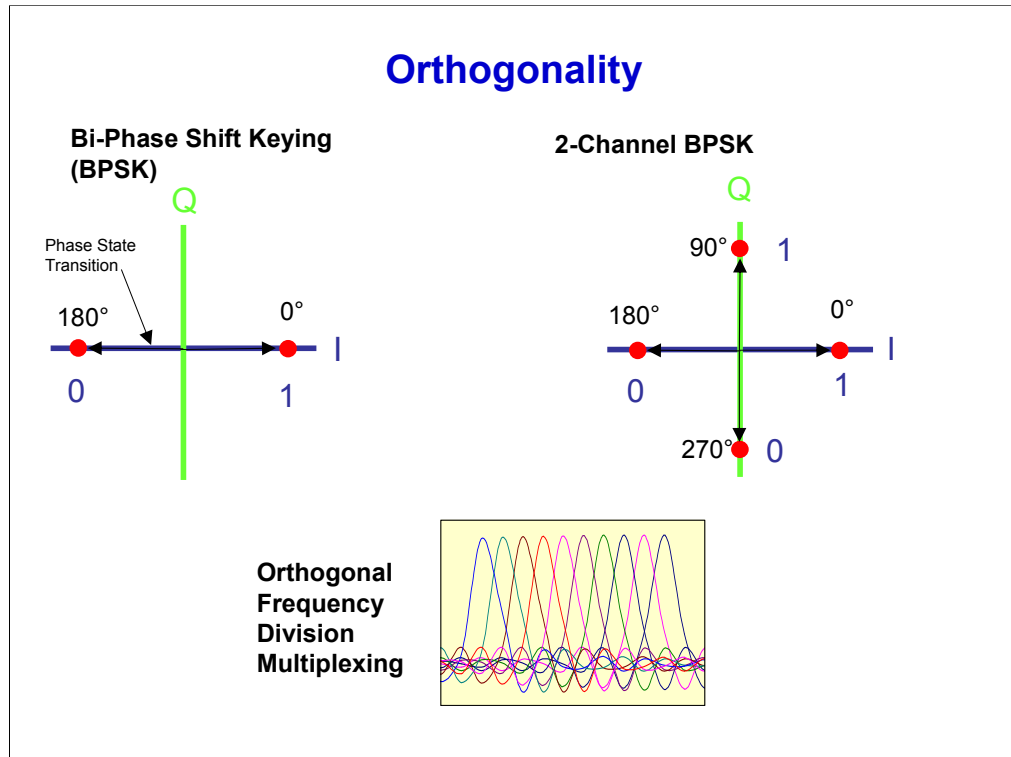 Orthogonality
Bi-Phase Shift Keying
(BPSK)
Q
Phase State
Transition
180°
0°
I
0
1
2-Channel BPSK
Q
90°
1
180°
0°
I
0
1
270°
0
Orthogonal
Frequency
Division
Multiplexing